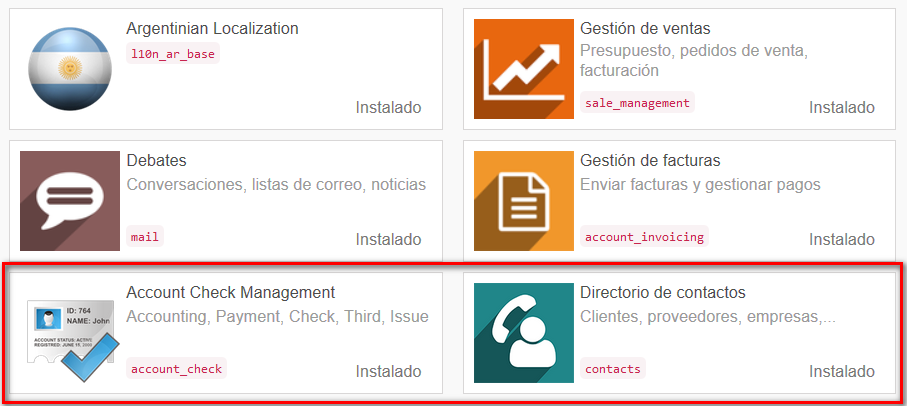 Argentinian Localization
l10n_ar_base
Instalado
Gestión de ventas
Presupuesto, pedidos de venta,
facturación
sale_management
Instalado
Debates
Conversaciones, listas de correo, noticias
mail
Instalado
Gestión de facturas
Enviar facturas y gestionar pagos
account_invoicing
Instalado
ID: 764
NAME: John
ACCOUNT STATUS: ACTIVE
REGISTERED: JUNE 15, 2005
Account Check Management
Accounting, Payment, Check, Third, Issue
account_check
Instalado
Directorio de contactos
Clientes, proveedores, empresas,...
contacts
Instalado